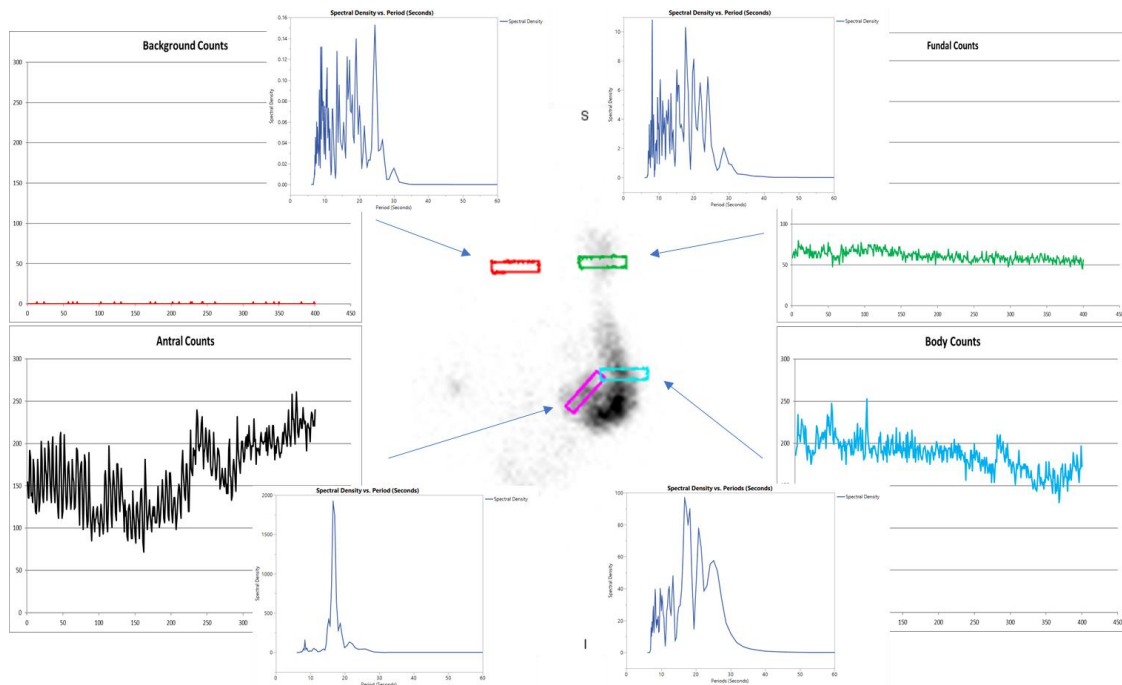 Background Counts
300
250
200
150
100
50
0
0 50 100 150 200 250 300 350 400 450
Spectral Density vs. Period (Seconds)
Spectral Density
Spectral Density
0.16
0.14
0.12
0.10
0.08
0.06
0.04
0.02
0.00
0 10 20 30 40 50 60
Period (Seconds)
S
Spectral Density vs. Period (Seconds)
Spectral Density
Spectral Density
10
8
6
4
2
0
0 10 20 30 40 50 60
Period (Seconds)
Fundal Counts
100
50
0
0 50 100 150 200 250 300 350 400 450
Antral Counts
300
250
200
150
100
50
0
0 50 100 150 200 250
Spectral Density vs. Period (Seconds)
Spectral Density
Spectral Density
2000
1500
1000
500
0
0 10 20 30 40 50 60
Period (Seconds)
I
Spectral Density vs. Periods (Seconds)
Spectral Density
Spectral Density
100
80
60
40
20
0
0 10 20 30 40 50 60
Periods (Seconds)
Body Counts
300
250
200
150 200 250 300 350 400 450